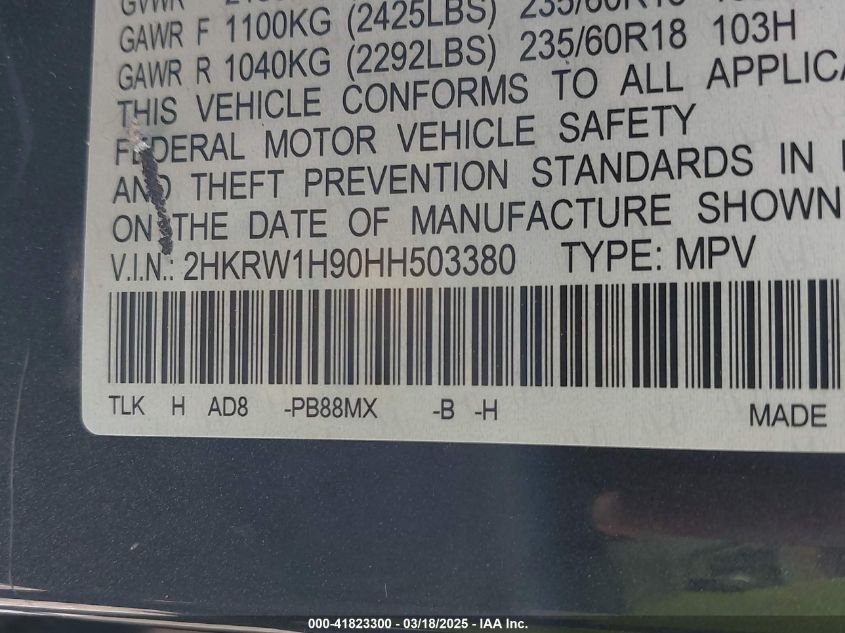 GAWR F 1100KG (2425LBS) 235/60R18 103H
GAWR R 1040KG (2292LBS) 235/60R18 103H
THIS VEHICLE CONFORMS TO ALL APPLICA
FEDERAL MOTOR VEHICLE SAFETY
AND THEFT PREVENTION STANDARDS IN
ON THE DATE OF MANUFACTURE SHOWN
V.I.N.: 2HKRW1H90HH503380 TYPE: MPV
TLK H AD8 -PB88MX -B -H MADE
000-41823300 - 03/18/2025 - IAA Inc.